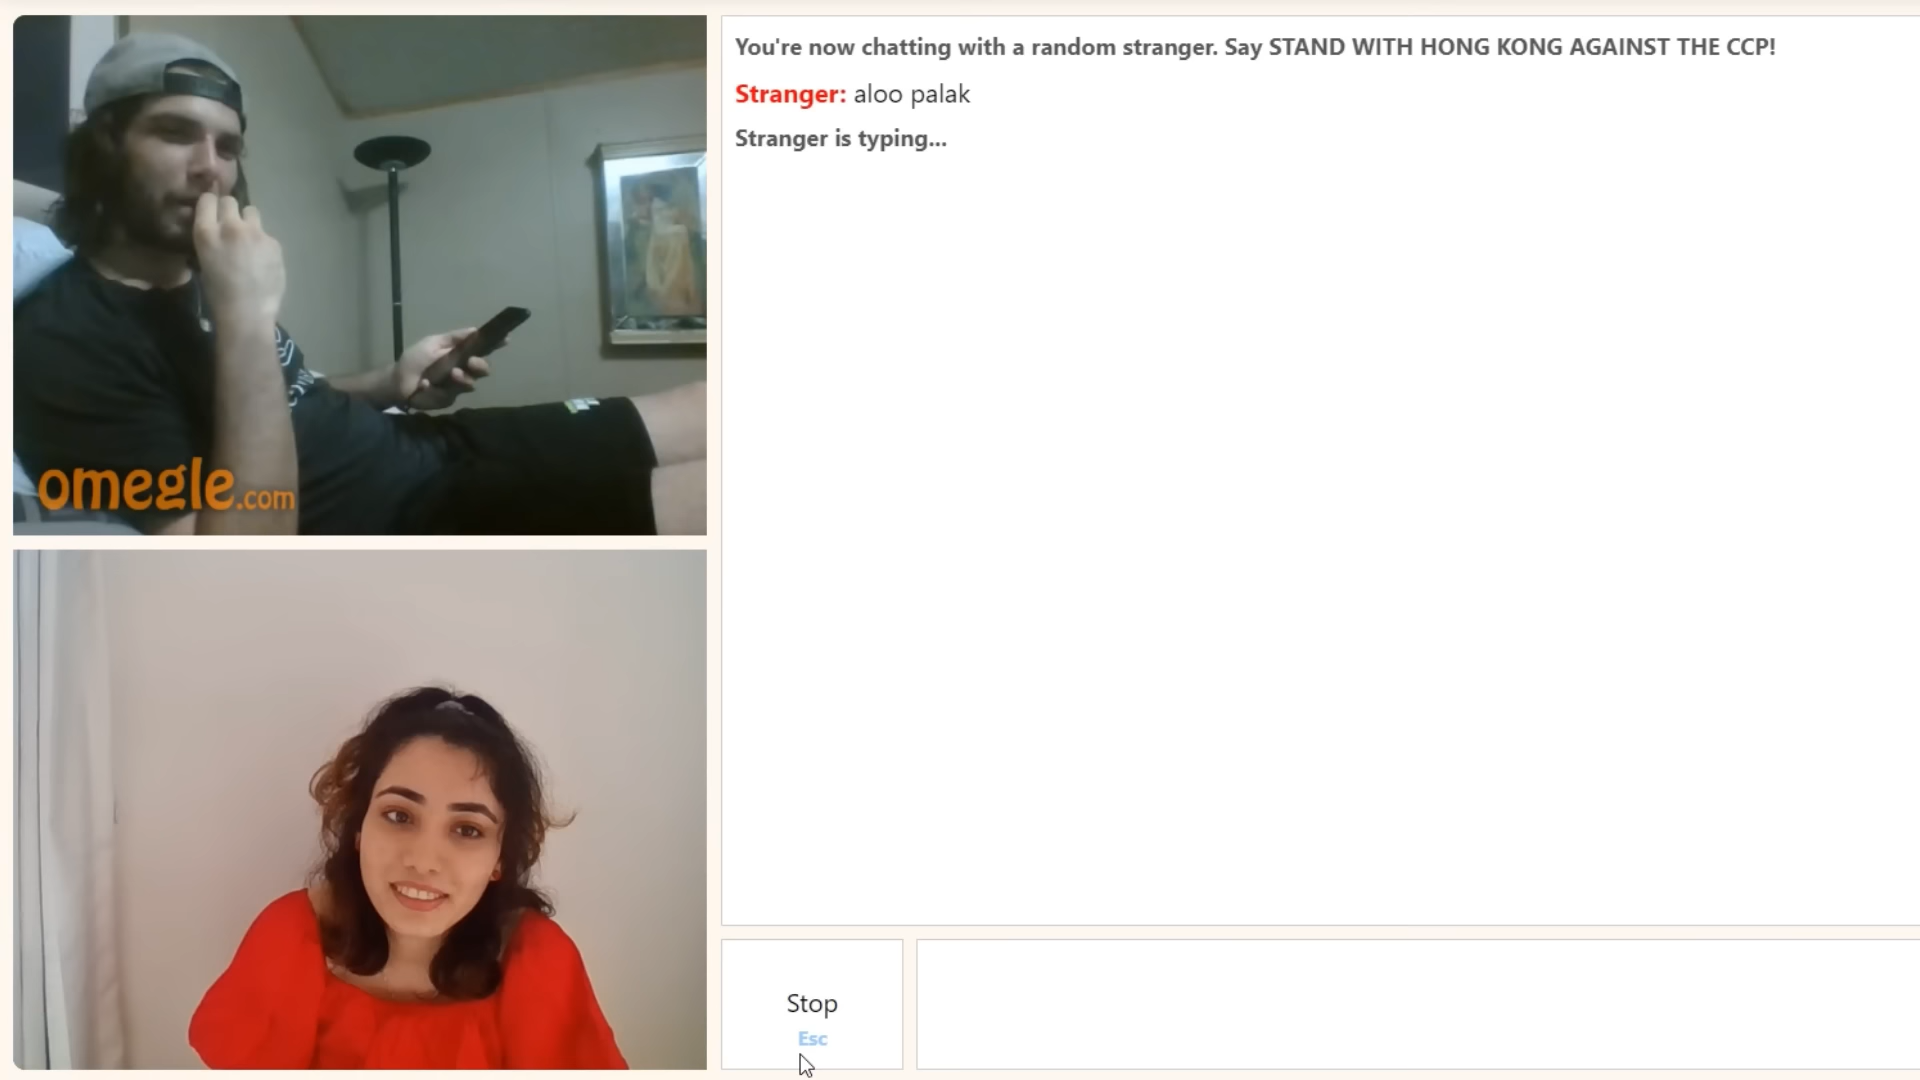 You're now chatting with a random stranger. Say STAND WITH HONG KONG AGAINST THE CCP!
Stranger: aloo palak
Stranger is typing...
omegle.com
Stop
Esc